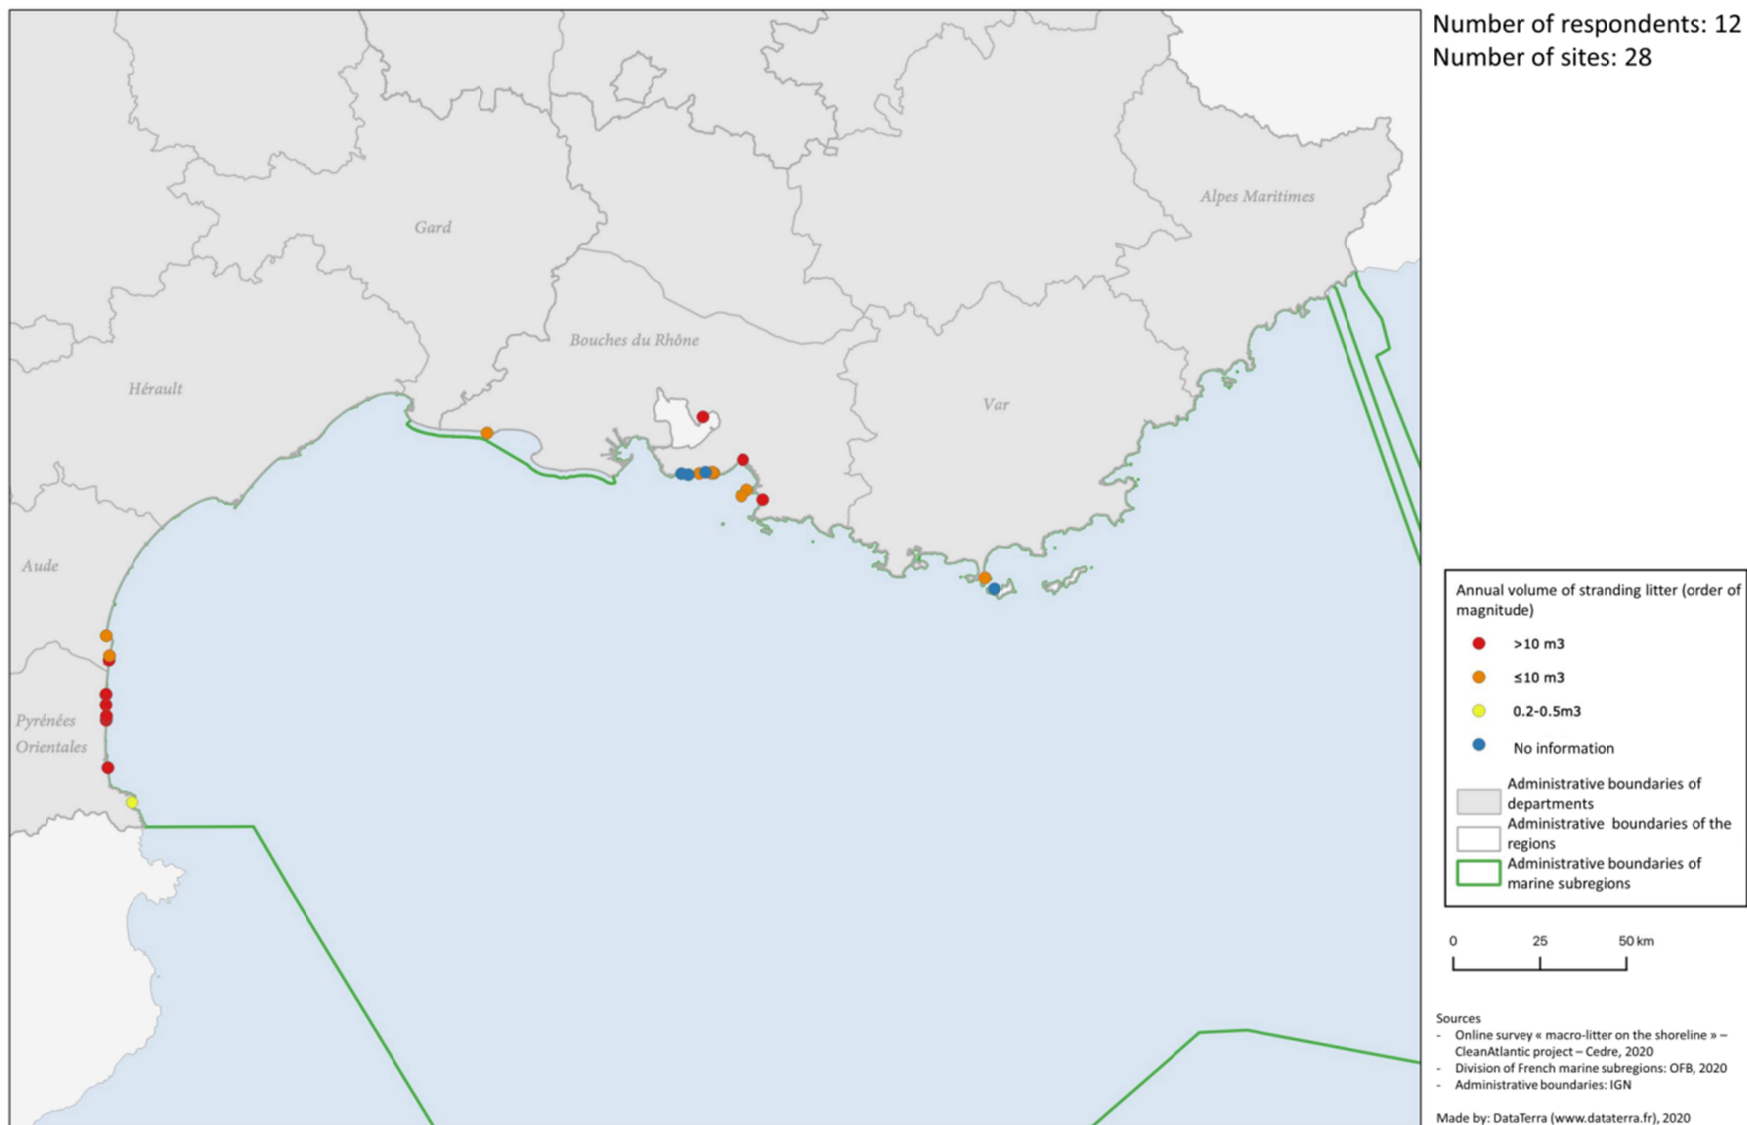 Number of respondents: 12
Number of sites: 28
Alpes Maritimes
Gard
Bouches du Rhône
Hérault
Var
Aude
Pyrénées
Orientales
Annual volume of stranding litter (order of
magnitude)
>10 m3
≤10 m3
0.2-0.5m3
No information
Administrative boundaries of
departments
Administrative boundaries of the
regions
Administrative boundaries of
marine subregions
0 25 50 km
Sources
- Online survey « macro-litter on the shoreline » –
CleanAtlantic project – Cedre, 2020
- Division of French marine subregions: OFB, 2020
- Administrative boundaries: IGN
Made by: DataTerra (www.dataterra.fr), 2020